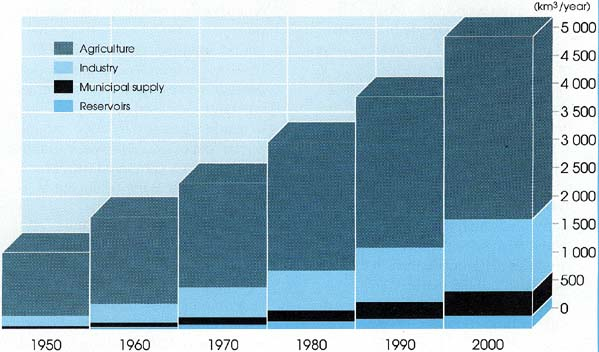 (km³/year)
5 000
Agriculture
4 500
Industry
4 000
Municipal supply
Reservoirs
3 500
3 000
2 500
2 000
1 500
1 000
500
0
1950 1960 1970 1980 1990 2000